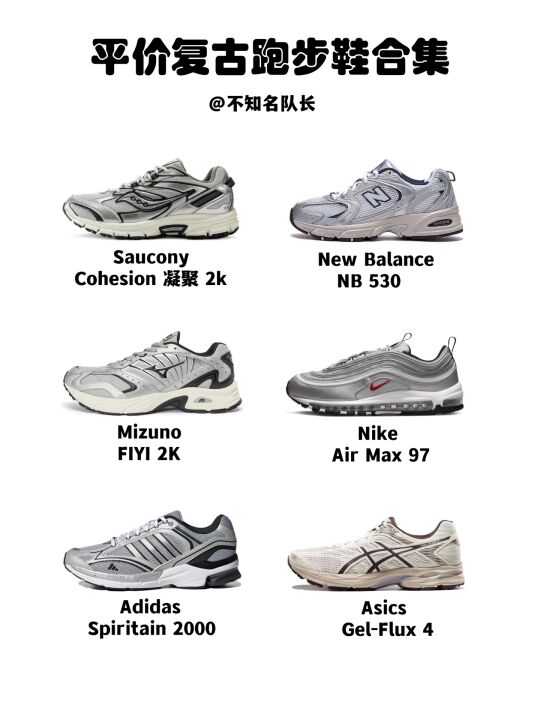 平价复古跑步鞋合集
@不知名队长
Saucony
Cohesion 凝聚 2k
New Balance
NB 530
Mizuno
FIYI 2K
Nike
Air Max 97
Adidas
Spiritain 2000
Asics
Gel-Flux 4